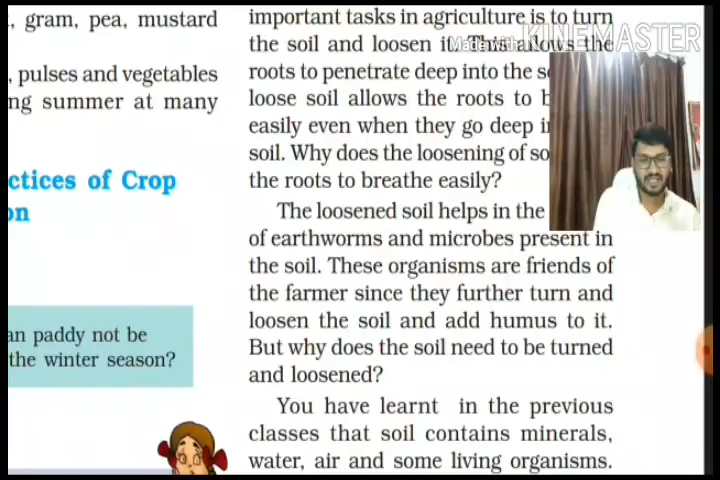 , gram, pea, mustard
, pulses and vegetables
ng summer at many
ctices of Crop
on
an paddy not be
the winter season?
important tasks in agriculture is to turn
the soil and loosen it. This allows the
roots to penetrate deep into the
loose soil allows the roots to
easily even when they go deep
soil. Why does the loosening of
the roots to breathe easily?
The loosened soil helps in the
of earthworms and microbes present in
the soil. These organisms are friends of
the farmer since they further turn and
loosen the soil and add humus to it.
But why does the soil need to be turned
and loosened?
You have learnt in the previous
classes that soil contains minerals,
water, air and some living organisms.
Made with KINEMASTER